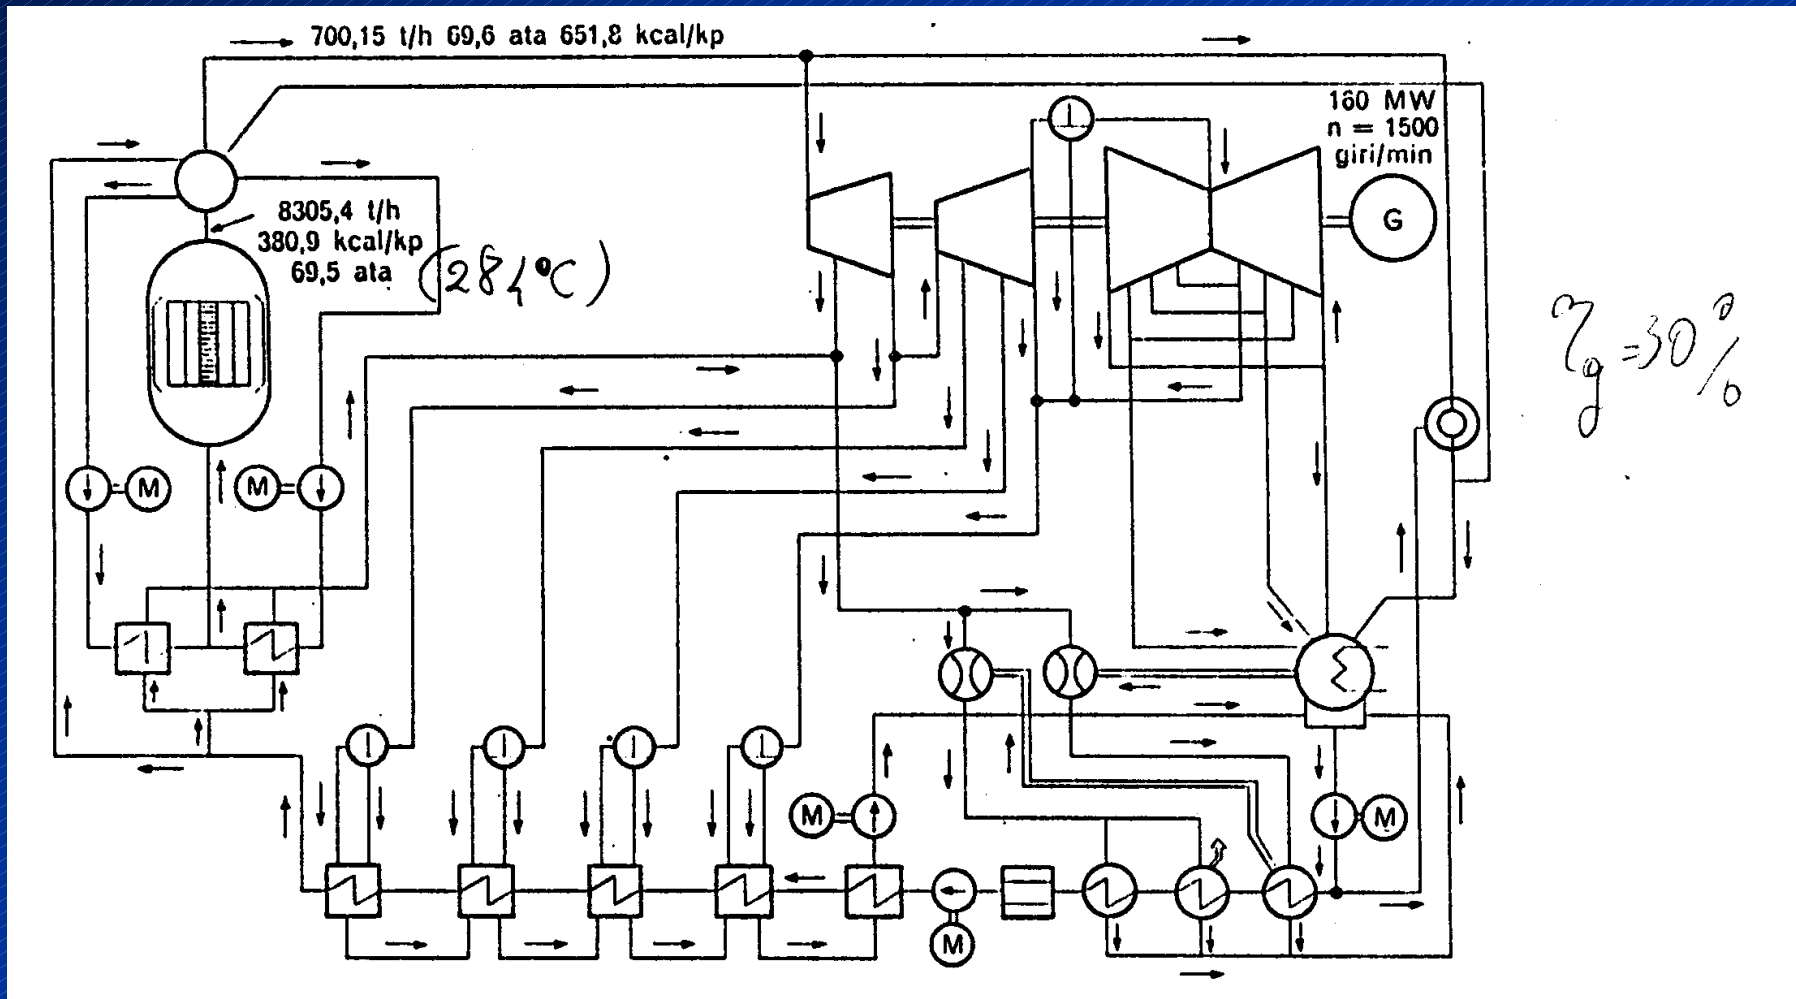 700,15 t/h 69,6 ata 651,8 kcal/kp
160 MW
n = 1500
giri/min
G
8305,4 t/h
380,9 kcal/kp
69,5 ata (284°C)
ηg = 30%
M
M
M
M
M